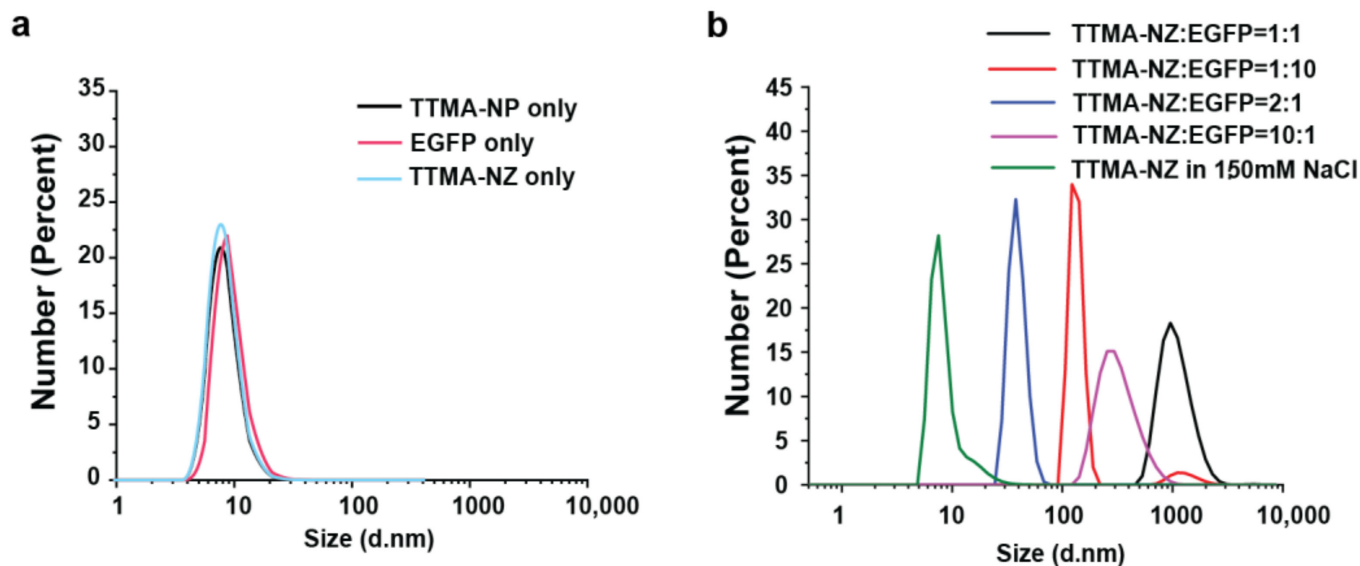 a
Number (Percent)
35
30
25
20
15
10
5
0
1
10
100
1000
10,000
Size (d.nm)
TTMA-NP only
EGFP only
TTMA-NZ only
b
TTMA-NZ:EGFP=1:1
TTMA-NZ:EGFP=1:10
TTMA-NZ:EGFP=2:1
TTMA-NZ:EGFP=10:1
TTMA-NZ in 150mM NaCl
Number (Percent)
45
40
35
30
25
20
15
10
5
0
1
10
100
1000
10,000
Size (d.nm)